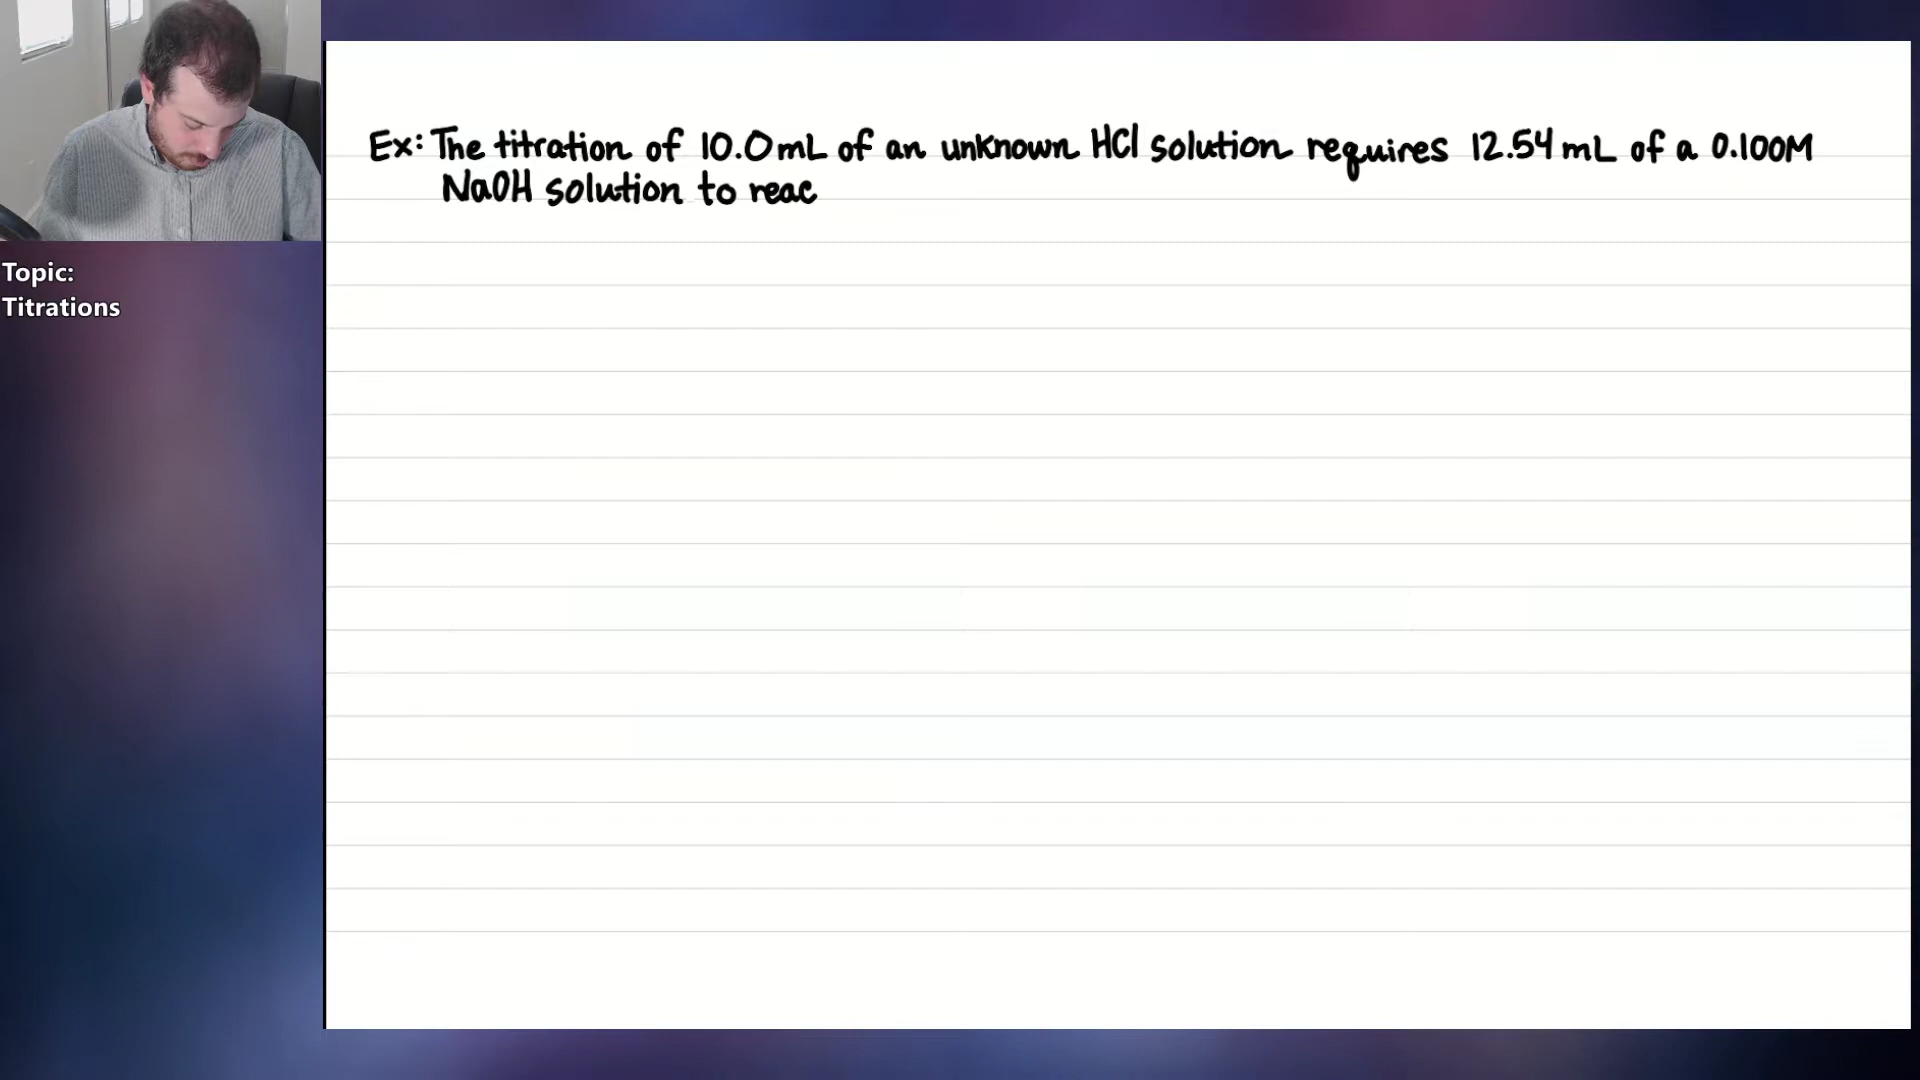 Ex: The titration of 10.0 mL of an unknown HCl solution requires 12.54 mL of a 0.100M
NaOH solution to reac
Topic:
Titrations